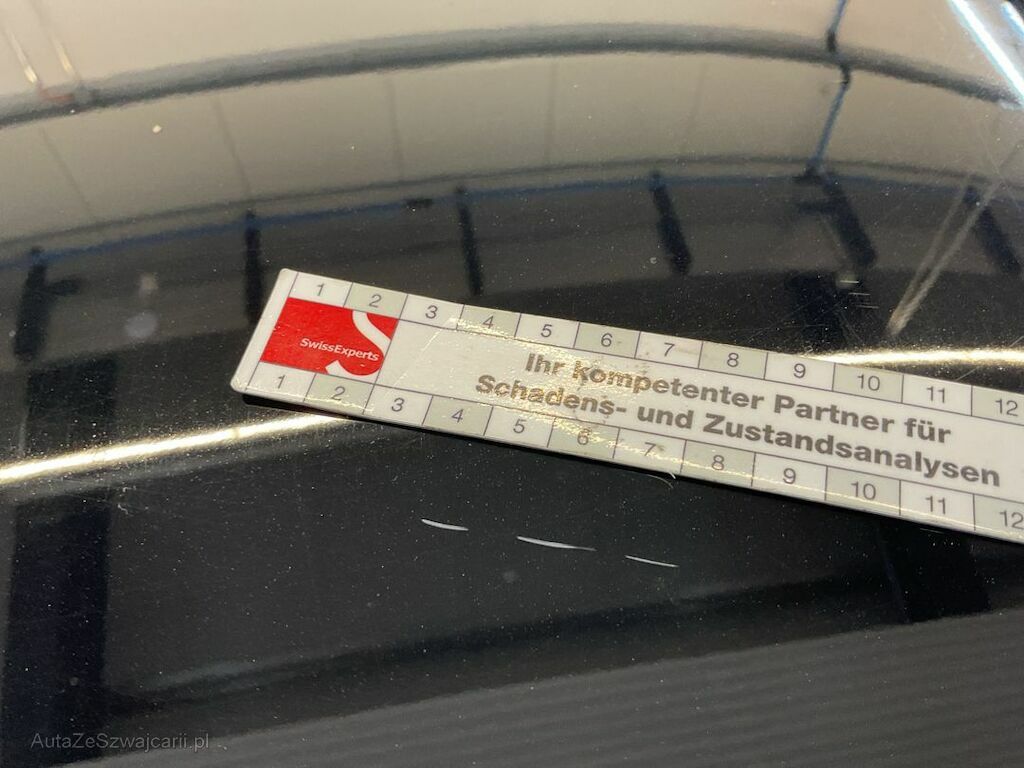 1 2 3 4 5 6 7 8 9 10 11 12
SwissExperts
Ihr kompetenter Partner für
Schadens- und Zustandsanalysen
1 2 3 4 5 6 7 8 9 10 11 12
AutaZeSzwajcarii.pl